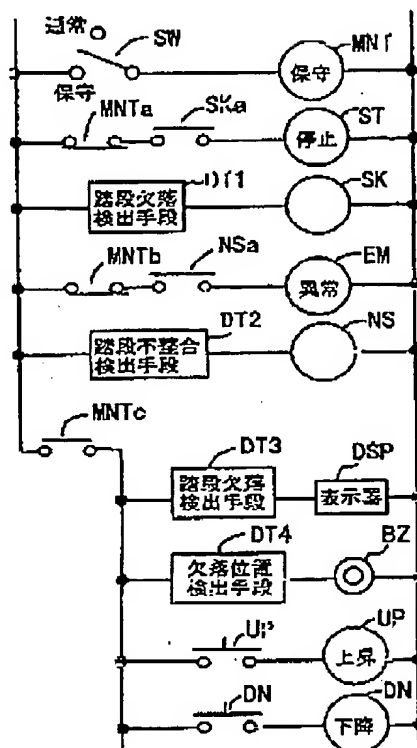 通常
SW
MNT
保守
保守
MNTa
SKa
ST
停止
DT1
SK
踏段欠落
検出手段
MNTb
NSa
EM
異常
DT2
NS
踏段不整合
検出手段
MNTc
DT3
DSP
踏段欠落
検出手段
表示器
DT4
BZ
欠落位置
検出手段
UP
UP
上昇
DN
DN
下降